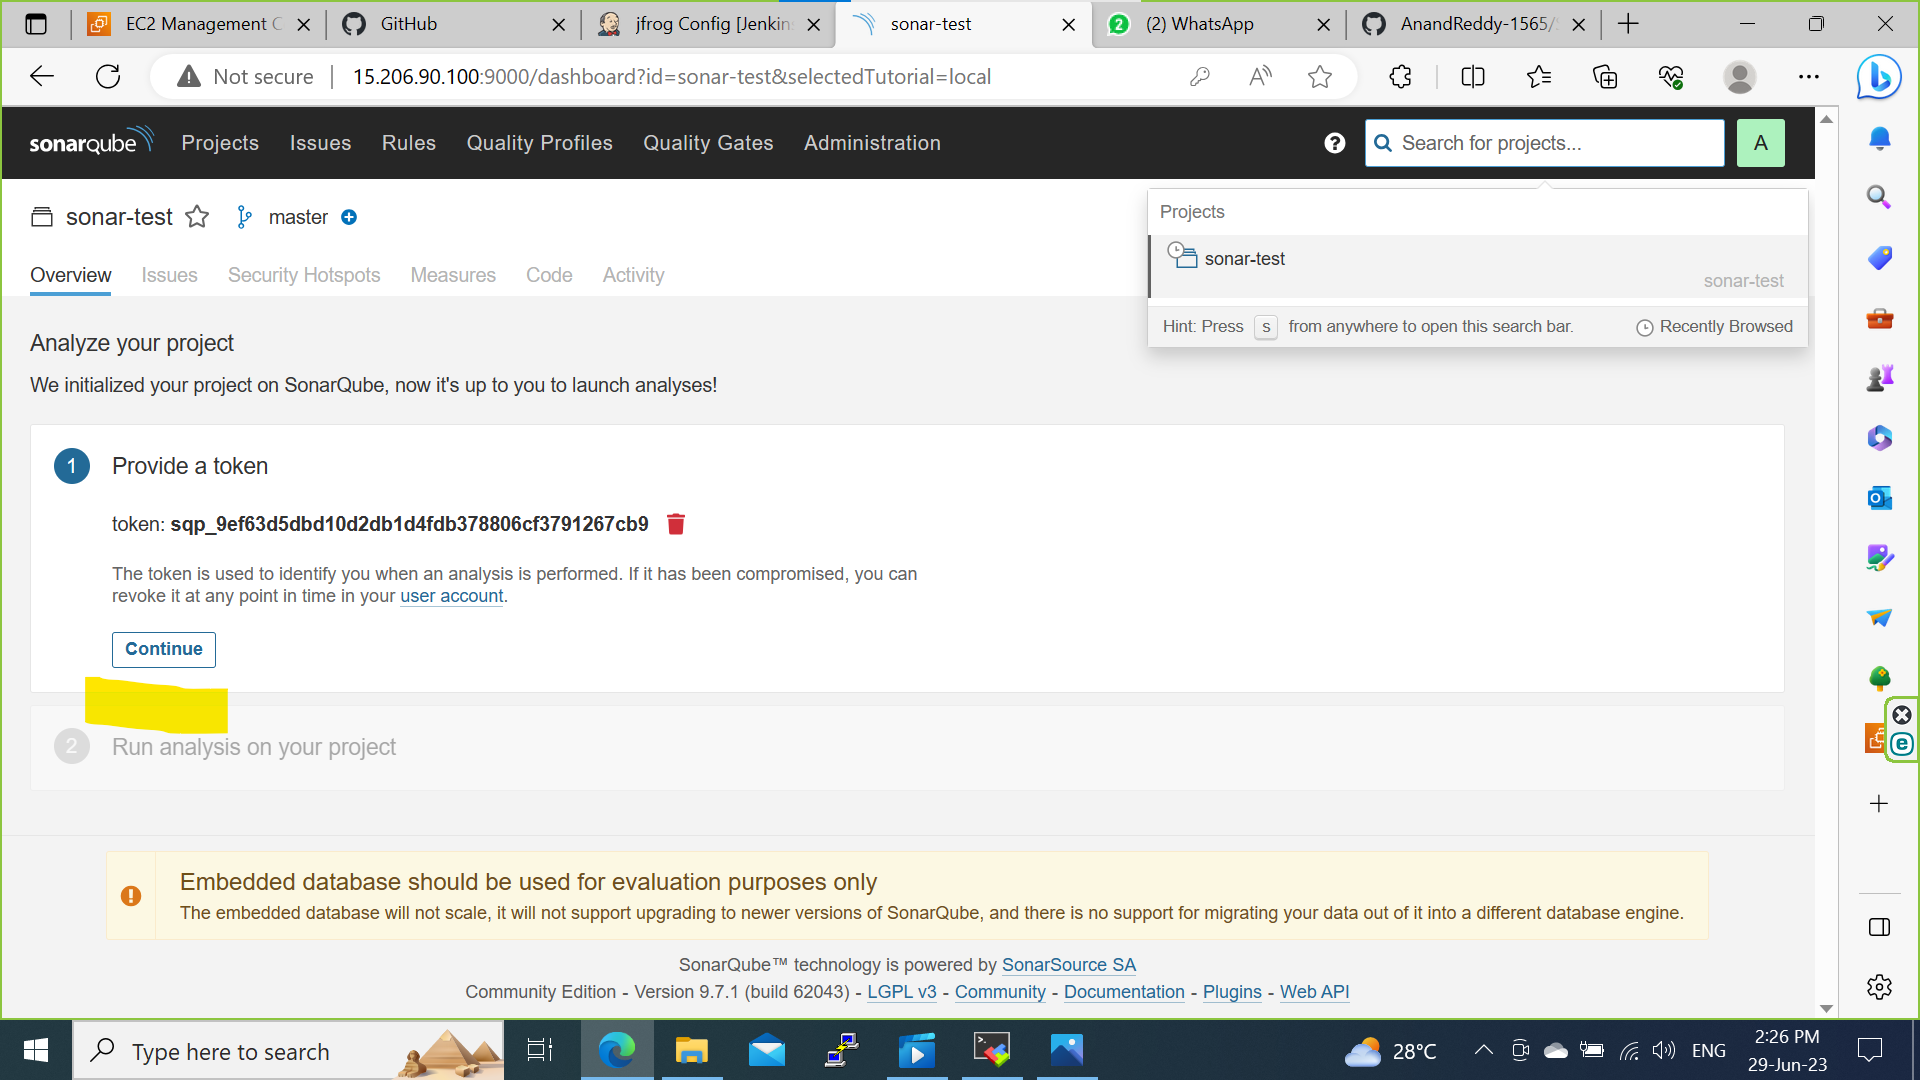 EC2 Management C
GitHub
jfrog Config [Jenkin
sonar-test
(2) WhatsApp
AnandReddy-1565/
Not secure
15.206.90.100:9000/dashboard?id=sonar-test&selectedTutorial=local
sonarqube Projects Issues Rules Quality Profiles Quality Gates Administration
Search for projects...
A
sonar-test master
Projects
sonar-test
sonar-test
Hint: Press s from anywhere to open this search bar.
Recently Browsed
Overview Issues Security Hotspots Measures Code Activity
Analyze your project
We initialized your project on SonarQube, now it's up to you to launch analyses!
1 Provide a token
token: sqp_9ef63d5dbd10d2db1d4fdb378806cf3791267cb9
The token is used to identify you when an analysis is performed. If it has been compromised, you can
revoke it at any point in time in your user account.
Continue
2 Run analysis on your project
Embedded database should be used for evaluation purposes only
The embedded database will not scale, it will not support upgrading to newer versions of SonarQube, and there is no support for migrating your data out of it into a different database engine.
SonarQube™ technology is powered by SonarSource SA
Community Edition - Version 9.7.1 (build 62043) - LGPL v3 - Community - Documentation - Plugins - Web API
Type here to search
28°C
ENG
2:26 PM
29-Jun-23